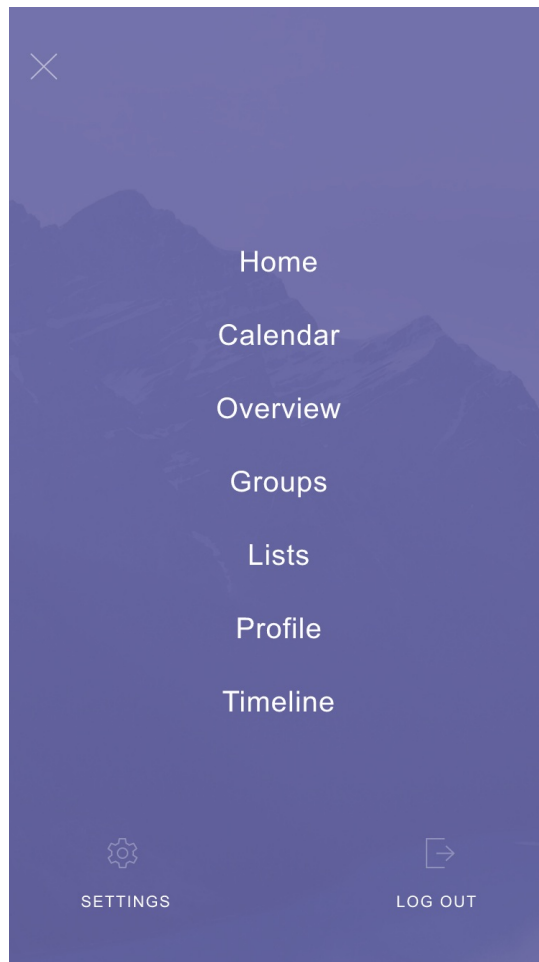 Home
Calendar
Overview
Groups
Lists
Profile
Timeline
SETTINGS
LOG OUT